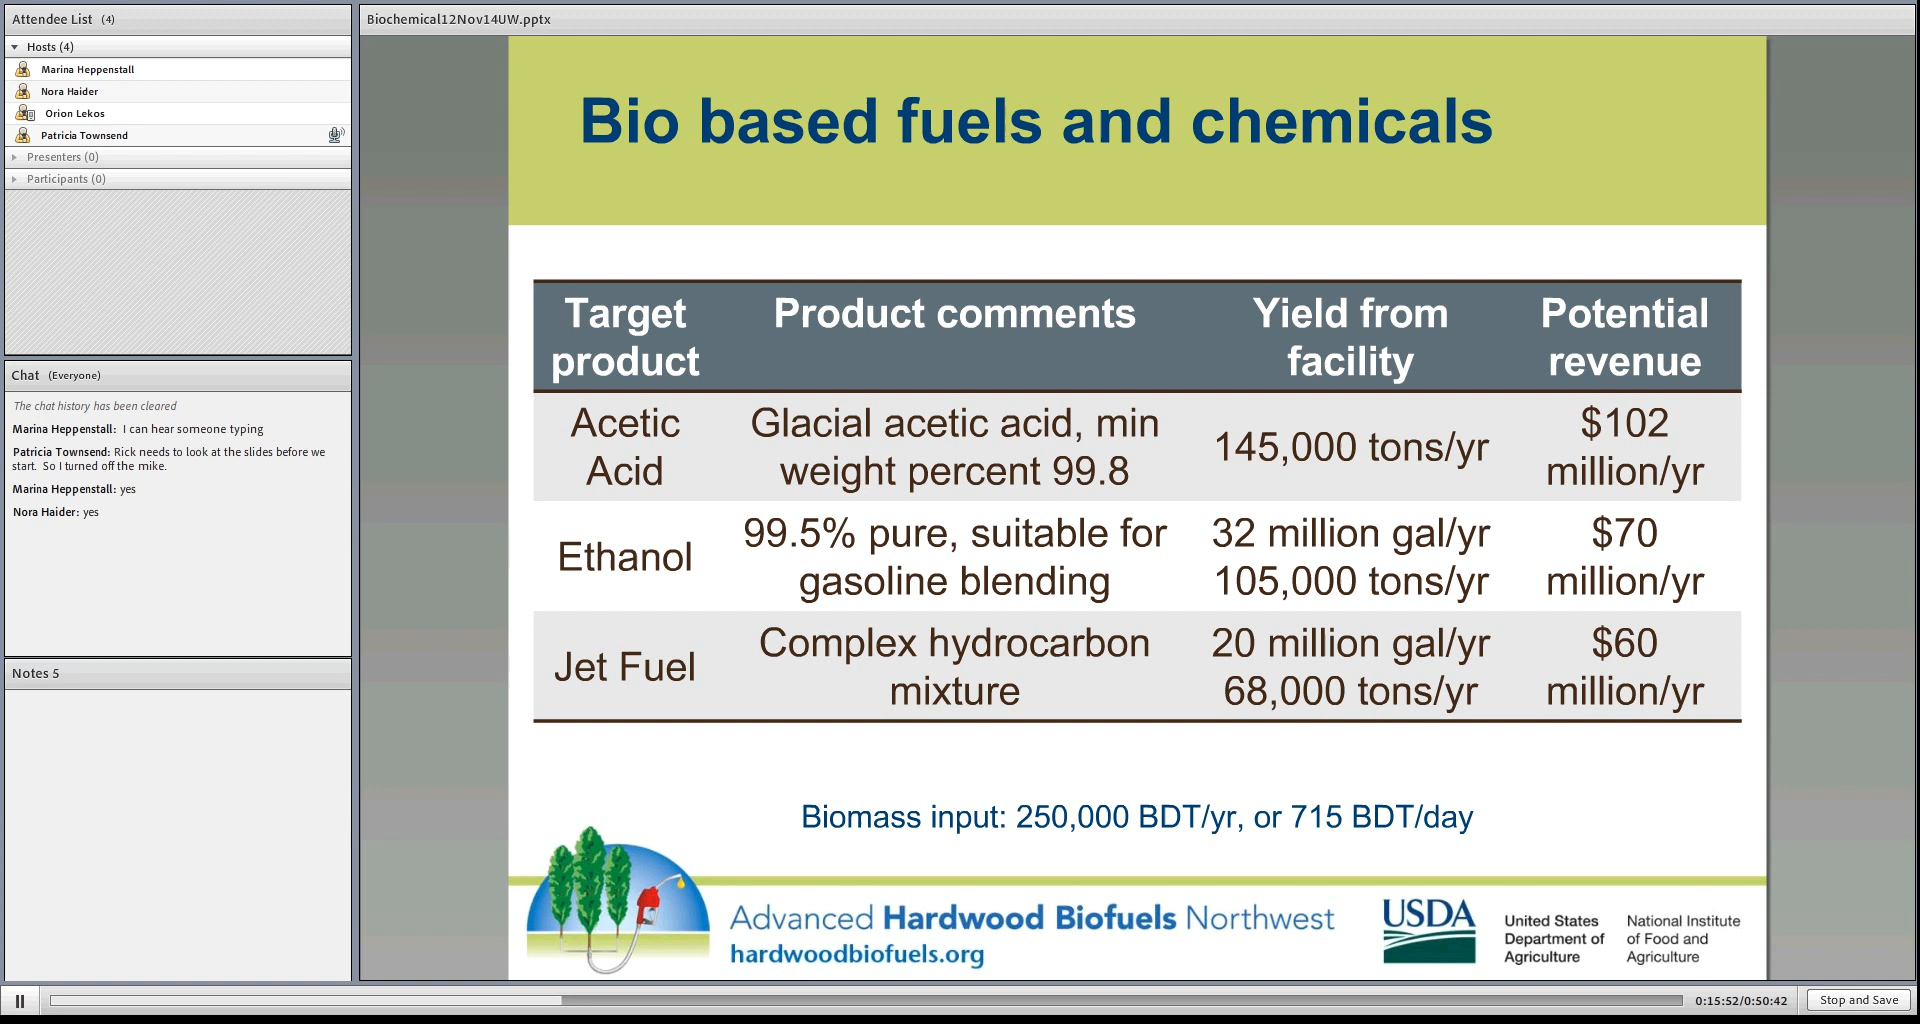 Attendee List (4)
Hosts (4)
Marina Heppenstall
Nora Haider
Orion Lekos
Patricia Townsend
Presenters (0)
Participants (0)
Chat (Everyone)
The chat history has been cleared
Marina Heppenstall: I can hear someone typing
Patricia Townsend: Rick needs to look at the slides before we
start. So I turned off the mike.
Marina Heppenstall: yes
Nora Haider: yes
Notes 5
Biochemical12Nov14UW.pptx
Bio based fuels and chemicals
Target product | Product comments | Yield from facility | Potential revenue
Acetic Acid | Glacial acetic acid, min weight percent 99.8 | 145,000 tons/yr | $102 million/yr
Ethanol | 99.5% pure, suitable for gasoline blending | 32 million gal/yr 105,000 tons/yr | $70 million/yr
Jet Fuel | Complex hydrocarbon mixture | 20 million gal/yr 68,000 tons/yr | $60 million/yr
Biomass input: 250,000 BDT/yr, or 715 BDT/day
Advanced Hardwood Biofuels Northwest
hardwoodbiofuels.org
USDA
United States
Department of
Agriculture
National Institute
of Food and
Agriculture
0:15:52/0:50:42
Stop and Save